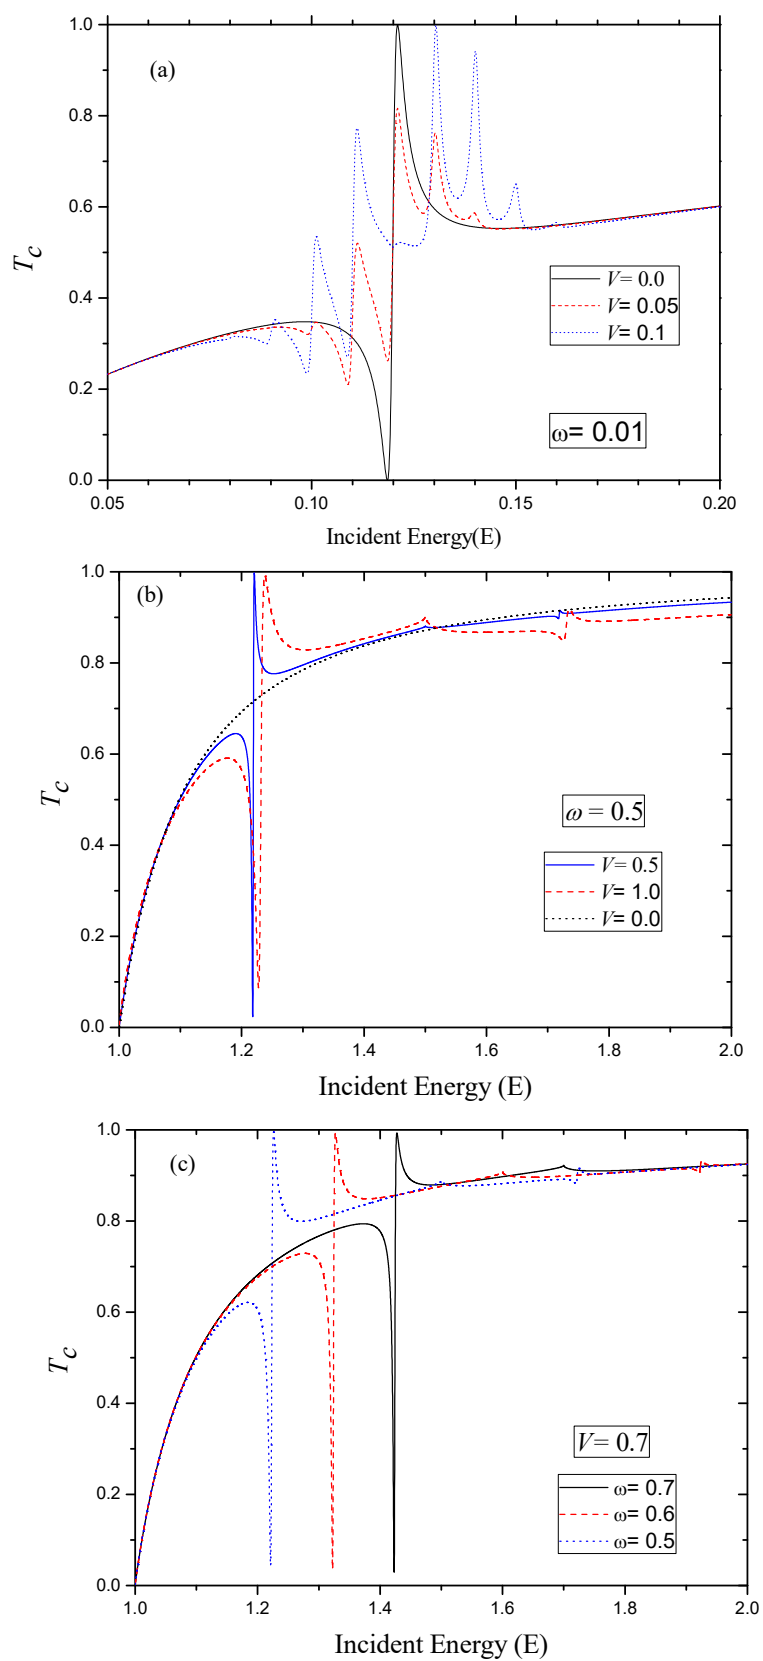 (a)
1.0
0.8
0.6
0.4
0.2
0.0
T_c
V= 0.0
V= 0.05
V= 0.1
ω= 0.01
0.05 0.10 0.15 0.20
Incident Energy(E)
(b)
1.0
0.8
0.6
0.4
0.2
0.0
T_c
ω = 0.5
V= 0.5
V= 1.0
V= 0.0
1.0 1.2 1.4 1.6 1.8 2.0
Incident Energy (E)
(c)
1.0
0.8
0.6
0.4
0.2
0.0
T_c
V= 0.7
ω= 0.7
ω= 0.6
ω= 0.5
1.0 1.2 1.4 1.6 1.8 2.0
Incident Energy (E)